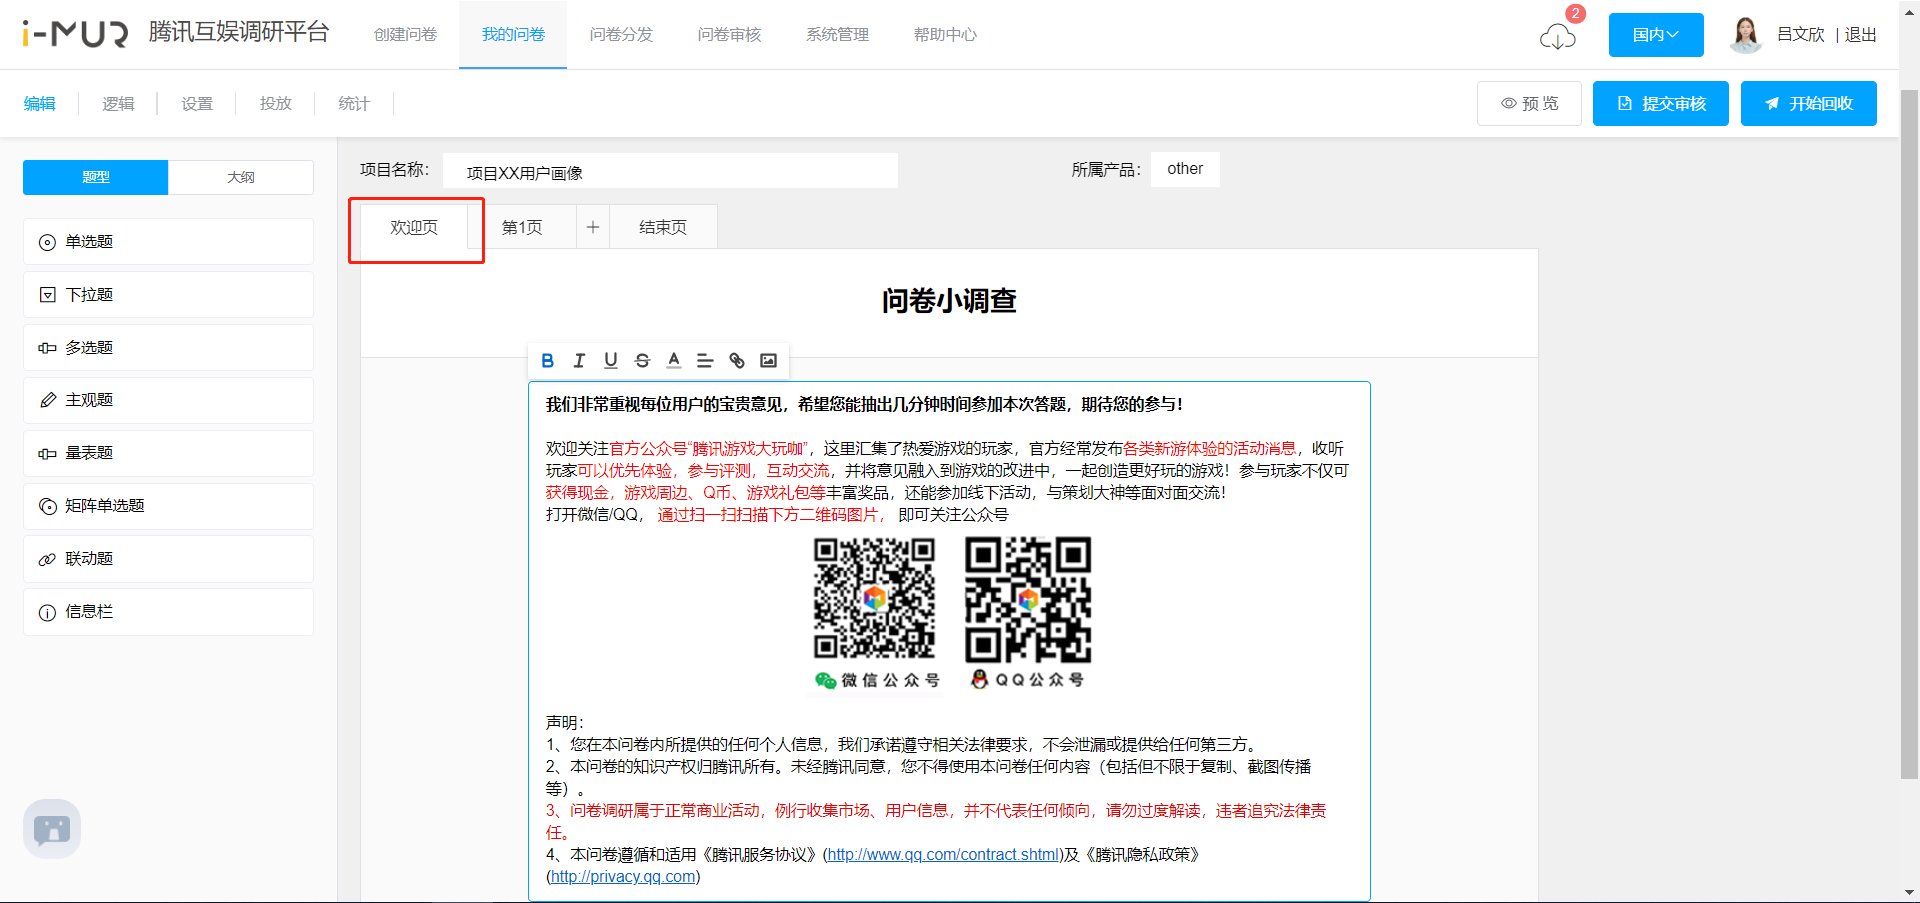 i-MUR 腾讯互娱调研平台 创建问卷 我的问卷 问卷分发 问卷审核 系统管理 帮助中心 2 国内 吕文欣 | 退出
编辑 逻辑 设置 投放 统计 预 览 提交审核 开始回收
题型 大纲
项目名称: 项目XX用户画像 所属产品: other
欢迎页 第1页 + 结束页
单选题
下拉题
多选题
主观题
量表题
矩阵单选题
联动题
信息栏
问卷小调查
B I U S A
我们非常重视每位用户的宝贵意见，希望您能抽出几分钟时间参加本次答题，期待您的参与！
欢迎关注官方公众号“腾讯游戏大玩咖”，这里汇集了热爱游戏的玩家，官方经常发布各类新游体验的活动消息，收听
玩家可以优先体验，参与评测，互动交流，并将意见融入到游戏的改进中，一起创造更好玩的游戏！参与玩家不仅可
获得现金，游戏周边、Q币、游戏礼包等丰富奖品，还能参加线下活动，与策划大神等面对面交流！
打开微信/QQ， 通过扫一扫扫描下方二维码图片， 即可关注公众号
微信公众号 QQ公众号
声明：
1、您在本问卷内所提供的任何个人信息，我们承诺遵守相关法律要求，不会泄漏或提供给任何第三方。
2、本问卷的知识产权归腾讯所有。未经腾讯同意，您不得使用本问卷任何内容（包括但不限于复制、截图传播
等）。
3、问卷调研属于正常商业活动，例行收集市场、用户信息，并不代表任何倾向，请勿过度解读，违者追究法律责
任。
4、本问卷遵循和适用《腾讯服务协议》(http://www.qq.com/contract.shtml)及《腾讯隐私政策》
(http://privacy.qq.com)